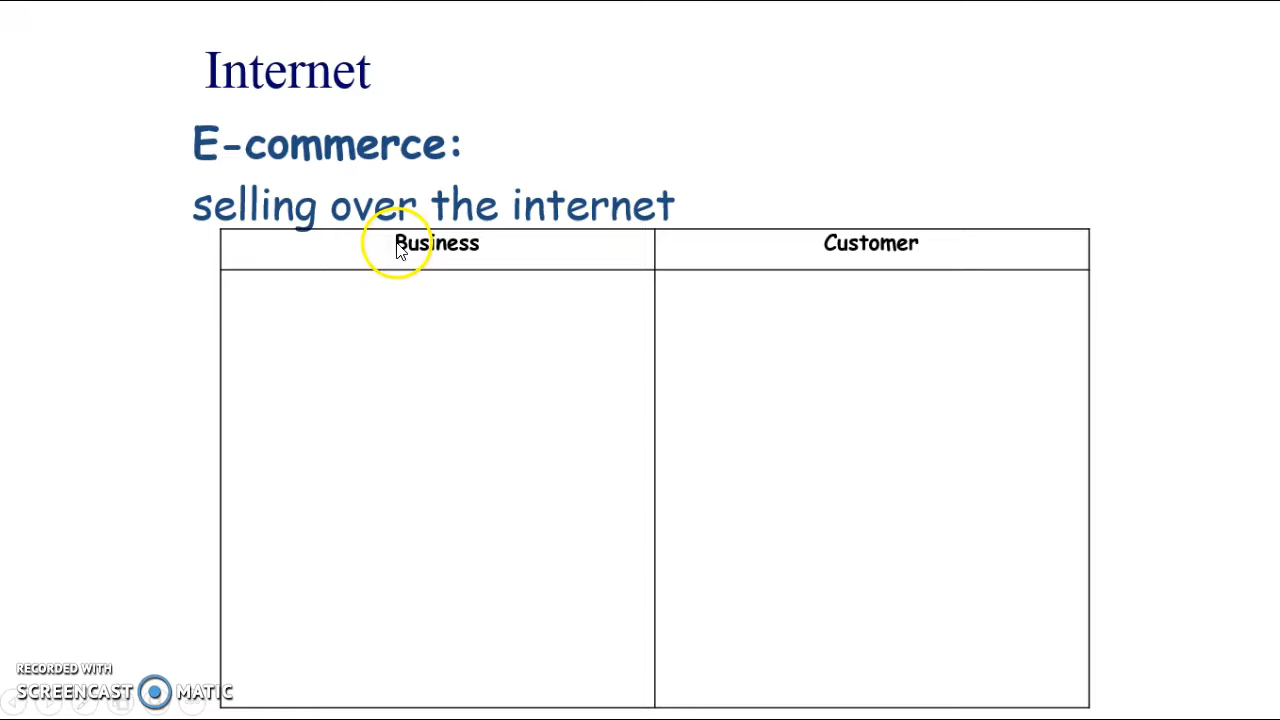 Internet
E-commerce:
selling over the internet
Business
Customer
RECORDED WITH
SCREENCAST MATIC